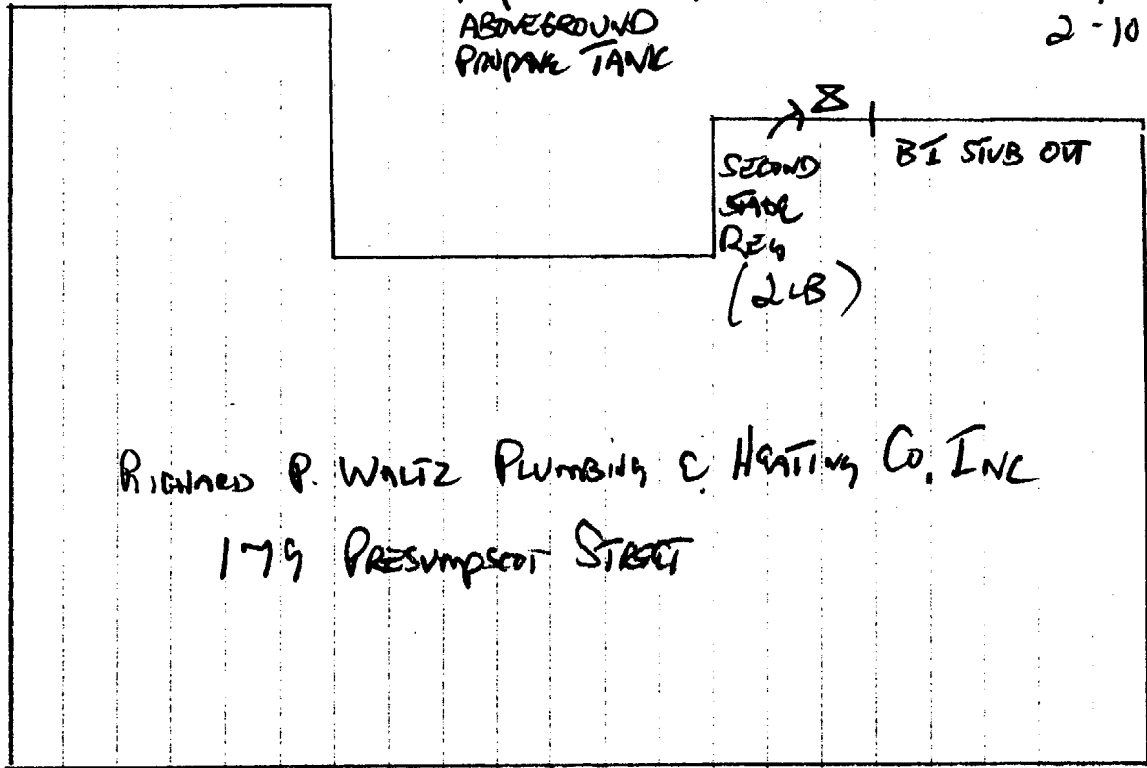 ABOVEGROUND
PROPANE TANK
2-10
SECOND
STAGE
REG
(2LB)
BI STUB OUT
RICHARD P. WALTZ PLUMBING & HEATING CO, INC
179 PRESUMPSCOT STREET